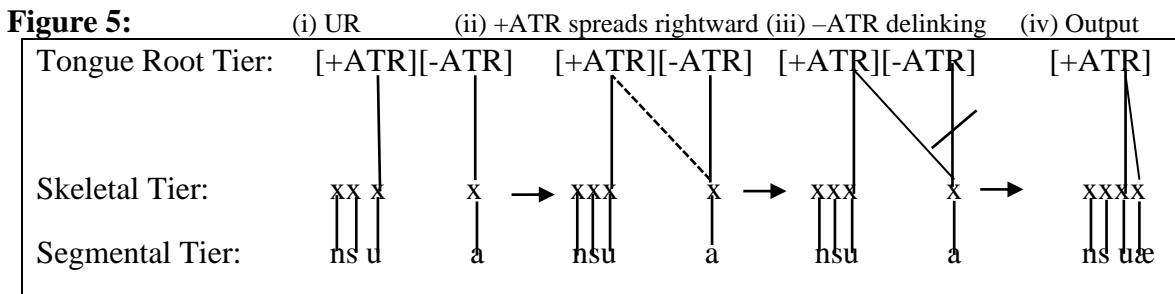 Figure 5: (i) UR (ii) +ATR spreads rightward (iii) –ATR delinking (iv) Output
Tongue Root Tier: [+ATR][-ATR] [+ATR][-ATR] [+ATR][-ATR] [+ATR]
Skeletal Tier: xx x x xxx x xxx x xxxx
Segmental Tier: ns u a nsu a nsu a ns uæ